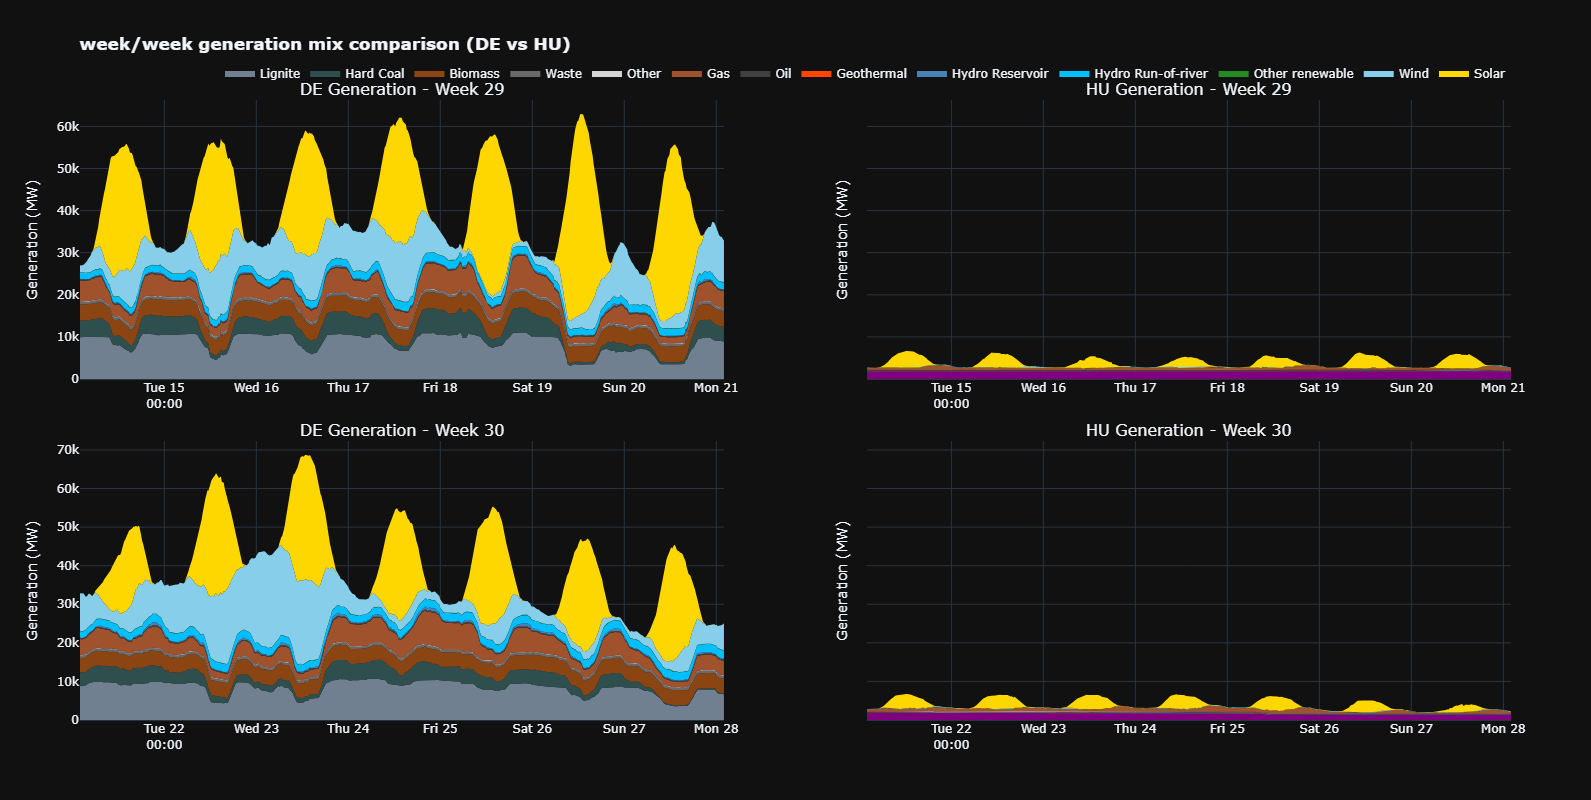 week/week generation mix comparison (DE vs HU)
Lignite Hard Coal Biomass Waste Other Gas Oil Geothermal Hydro Reservoir Hydro Run-of-river Other renewable Wind Solar
DE Generation - Week 29
Generation (MW)
60k
50k
40k
30k
20k
10k
0
Tue 15 Wed 16 Thu 17 Fri 18 Sat 19 Sun 20 Mon 21
00:00
HU Generation - Week 29
Generation (MW)
Tue 15 Wed 16 Thu 17 Fri 18 Sat 19 Sun 20 Mon 21
00:00
DE Generation - Week 30
Generation (MW)
70k
60k
50k
40k
30k
20k
10k
0
Tue 22 Wed 23 Thu 24 Fri 25 Sat 26 Sun 27 Mon 28
00:00
HU Generation - Week 30
Generation (MW)
Tue 22 Wed 23 Thu 24 Fri 25 Sat 26 Sun 27 Mon 28
00:00